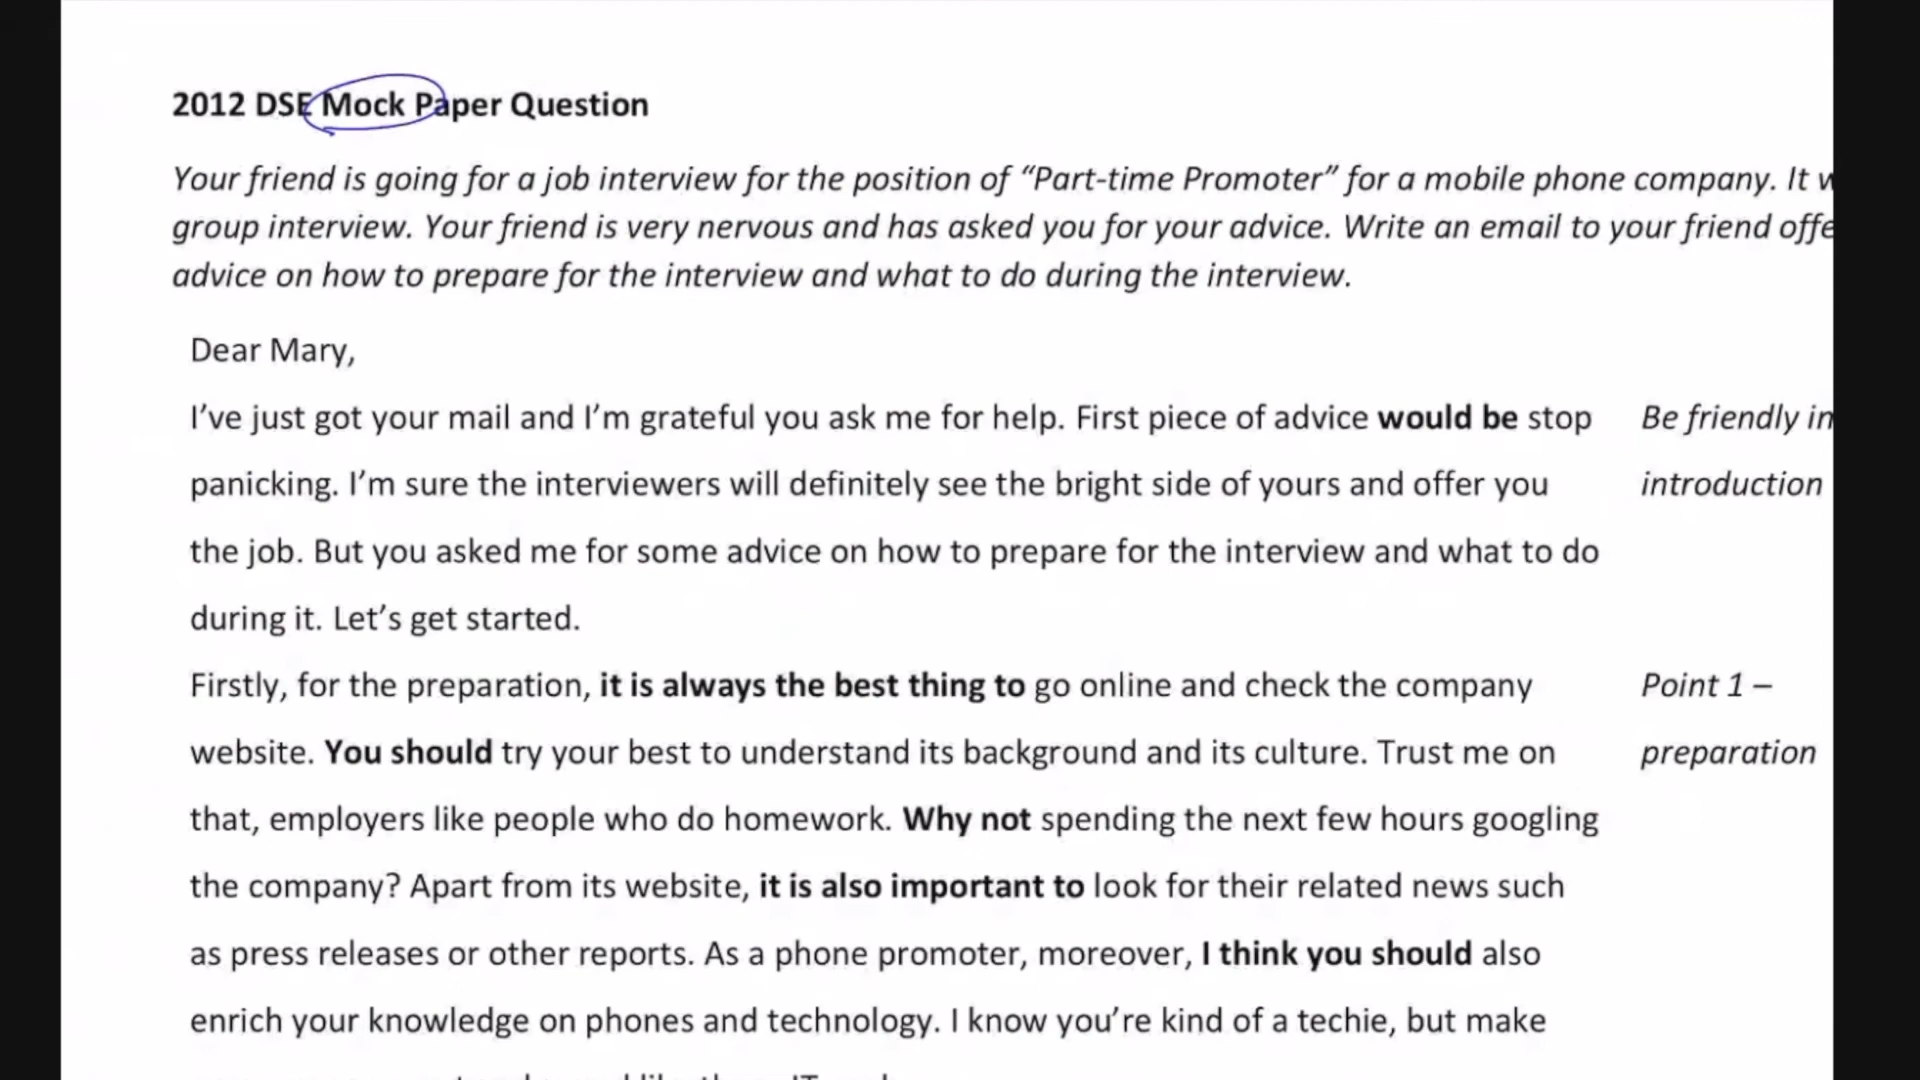 2012 DSE Mock Paper Question
Your friend is going for a job interview for the position of “Part-time Promoter” for a mobile phone company. It
group interview. Your friend is very nervous and has asked you for your advice. Write an email to your friend
advice on how to prepare for the interview and what to do during the interview.
Dear Mary,
I’ve just got your mail and I’m grateful you ask me for help. First piece of advice would be stop Be friendly in
panicking. I’m sure the interviewers will definitely see the bright side of yours and offer you introduction
the job. But you asked me for some advice on how to prepare for the interview and what to do
during it. Let’s get started.
Firstly, for the preparation, it is always the best thing to go online and check the company Point 1 –
website. You should try your best to understand its background and its culture. Trust me on preparation
that, employers like people who do homework. Why not spending the next few hours googling
the company? Apart from its website, it is also important to look for their related news such
as press releases or other reports. As a phone promoter, moreover, I think you should also
enrich your knowledge on phones and technology. I know you’re kind of a techie, but make